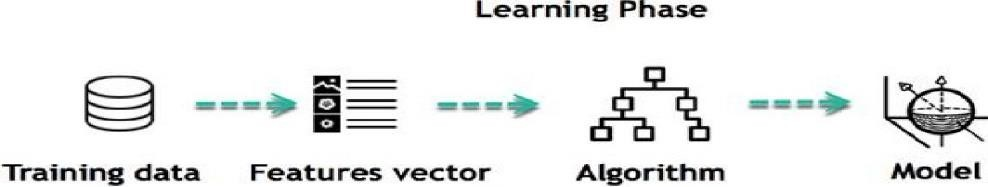 Learning Phase
Training data
Features vector
Algorithm
Model